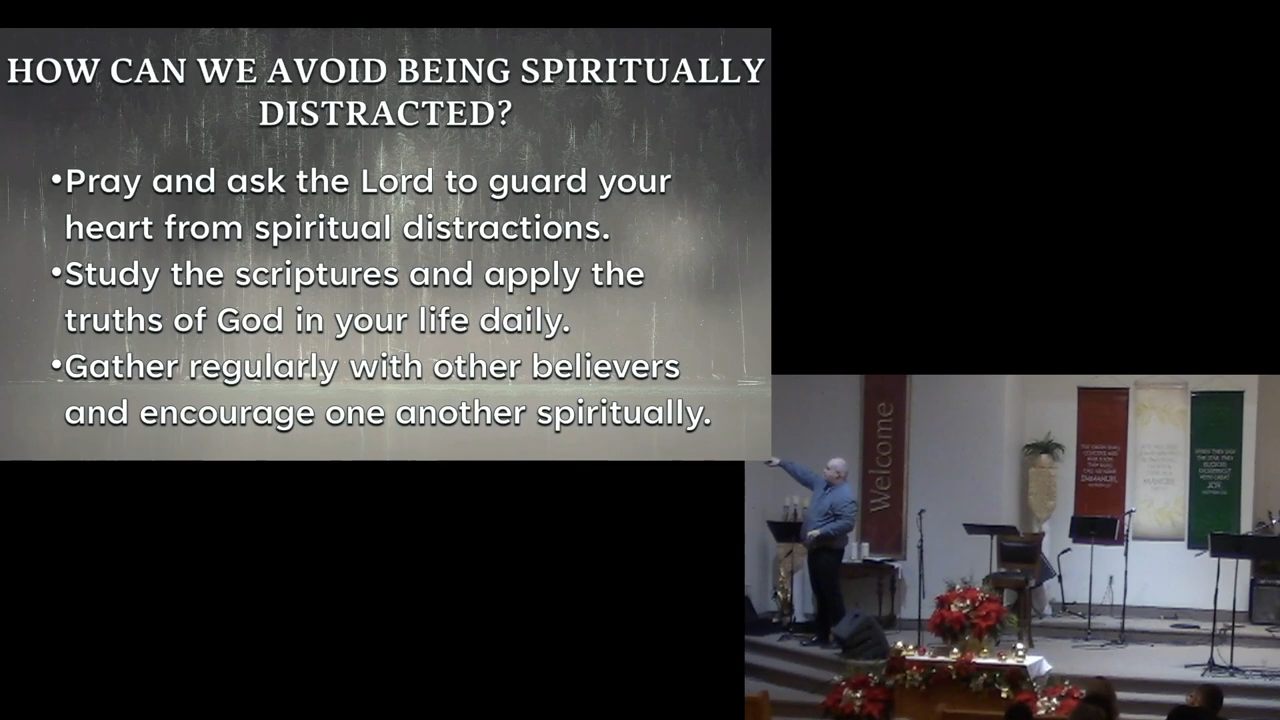 HOW CAN WE AVOID BEING SPIRITUALLY
DISTRACTED?
•Pray and ask the Lord to guard your
heart from spiritual distractions.
•Study the scriptures and apply the
truths of God in your life daily.
•Gather regularly with other believers
and encourage one another spiritually.
Welcome
EMMANUEL
JOY